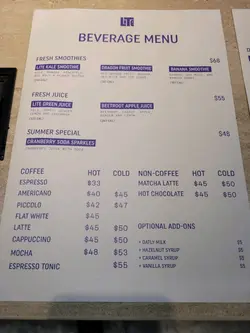 BEVERAGE MENU
FRESH SMOOTHIES $68
LITE KALE SMOOTHIE DRAGON FRUIT SMOOTHIE BANANA SMOOTHIE
FRESH JUICE $55
LITE GREEN JUICE BEETROOT APPLE JUICE
SUMMER SPECIAL $45
CRANBERRY SODA SPARKLES
COFFEE HOT COLD
ESPRESSO $33
AMERICANO $40 $45
PICCOLO $42 $47
FLAT WHITE $45
LATTE $45 $50
CAPPUCCINO $45 $50
MOCHA $48 $53
ESPRESSO TONIC $55
NON-COFFEE HOT COLD
MATCHA LATTE $45 $50
HOT CHOCOLATE $45 $50
OPTIONAL ADD-ONS
• OATLY MILK
• HAZELNUT SYRUP
• CARAMEL SYRUP
• VANILLA SYRUP